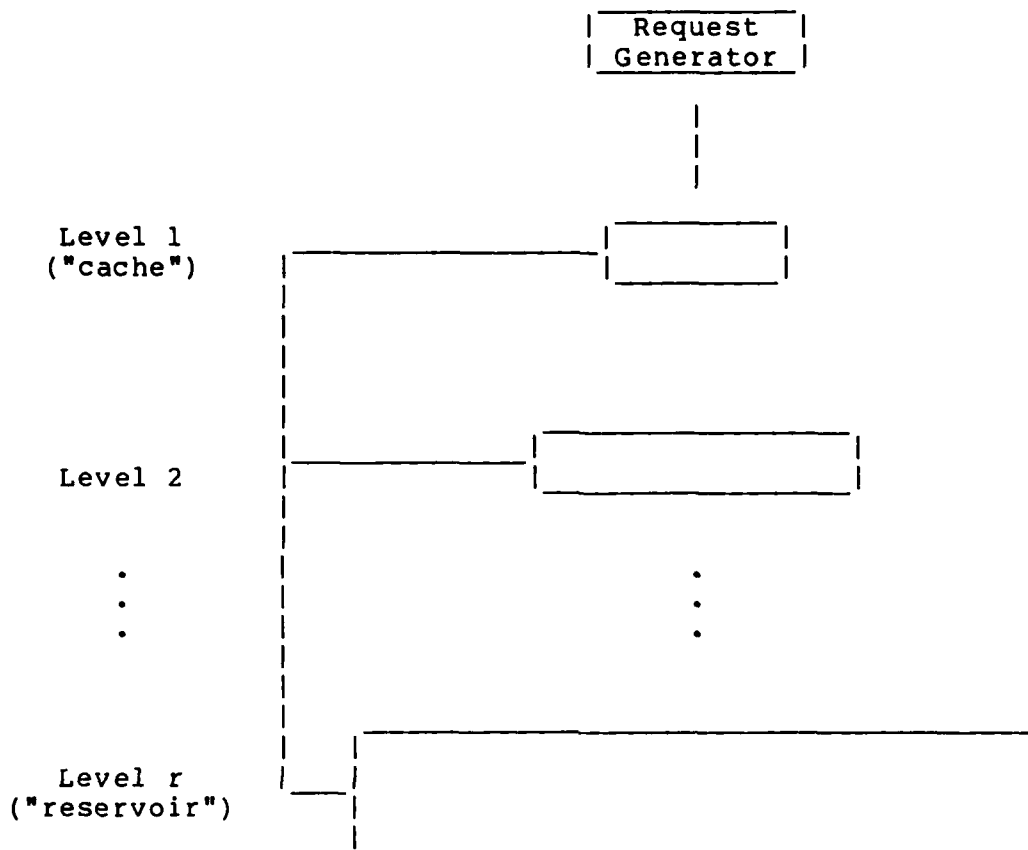 Request
Generator
Level 1
("cache")
Level 2
Level r
("reservoir")